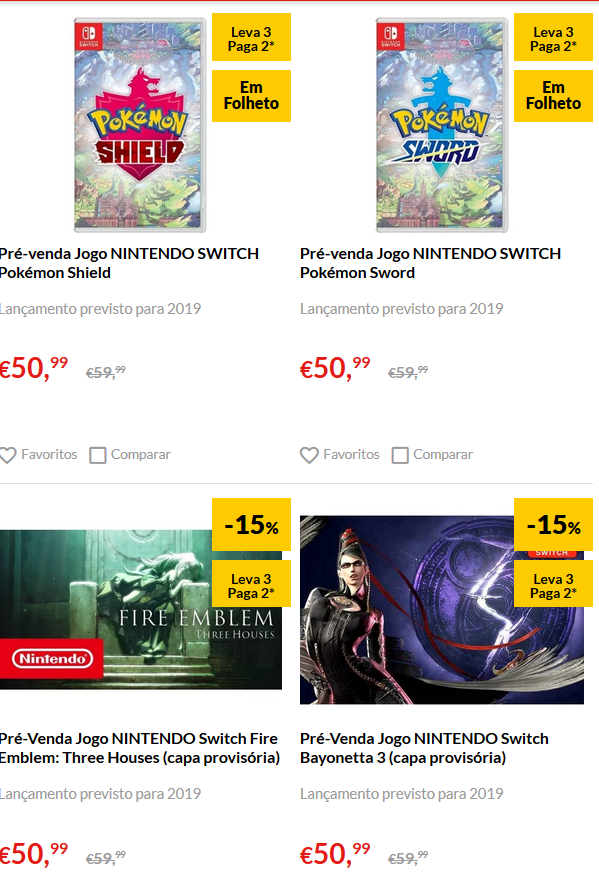 NINTENDO
SWITCH
POKÉMON
SHIELD
Leva 3
Paga 2*
Em
Folheto
NINTENDO
SWITCH
POKÉMON
SWORD
Leva 3
Paga 2*
Em
Folheto
Pré-venda Jogo NINTENDO SWITCH
Pokémon Shield
Lançamento previsto para 2019
€50,99 €59,99
Favoritos Comparar
Pré-venda Jogo NINTENDO SWITCH
Pokémon Sword
Lançamento previsto para 2019
€50,99 €59,99
Favoritos Comparar
-15%
Leva 3
Paga 2*
FIRE EMBLEM
THREE HOUSES
Nintendo
-15%
SWITCH
Leva 3
Paga 2*
Pré-Venda Jogo NINTENDO Switch Fire
Emblem: Three Houses (capa provisória)
Lançamento previsto para 2019
€50,99 €59,99
Pré-Venda Jogo NINTENDO Switch
Bayonetta 3 (capa provisória)
Lançamento previsto para 2019
€50,99 €59,99